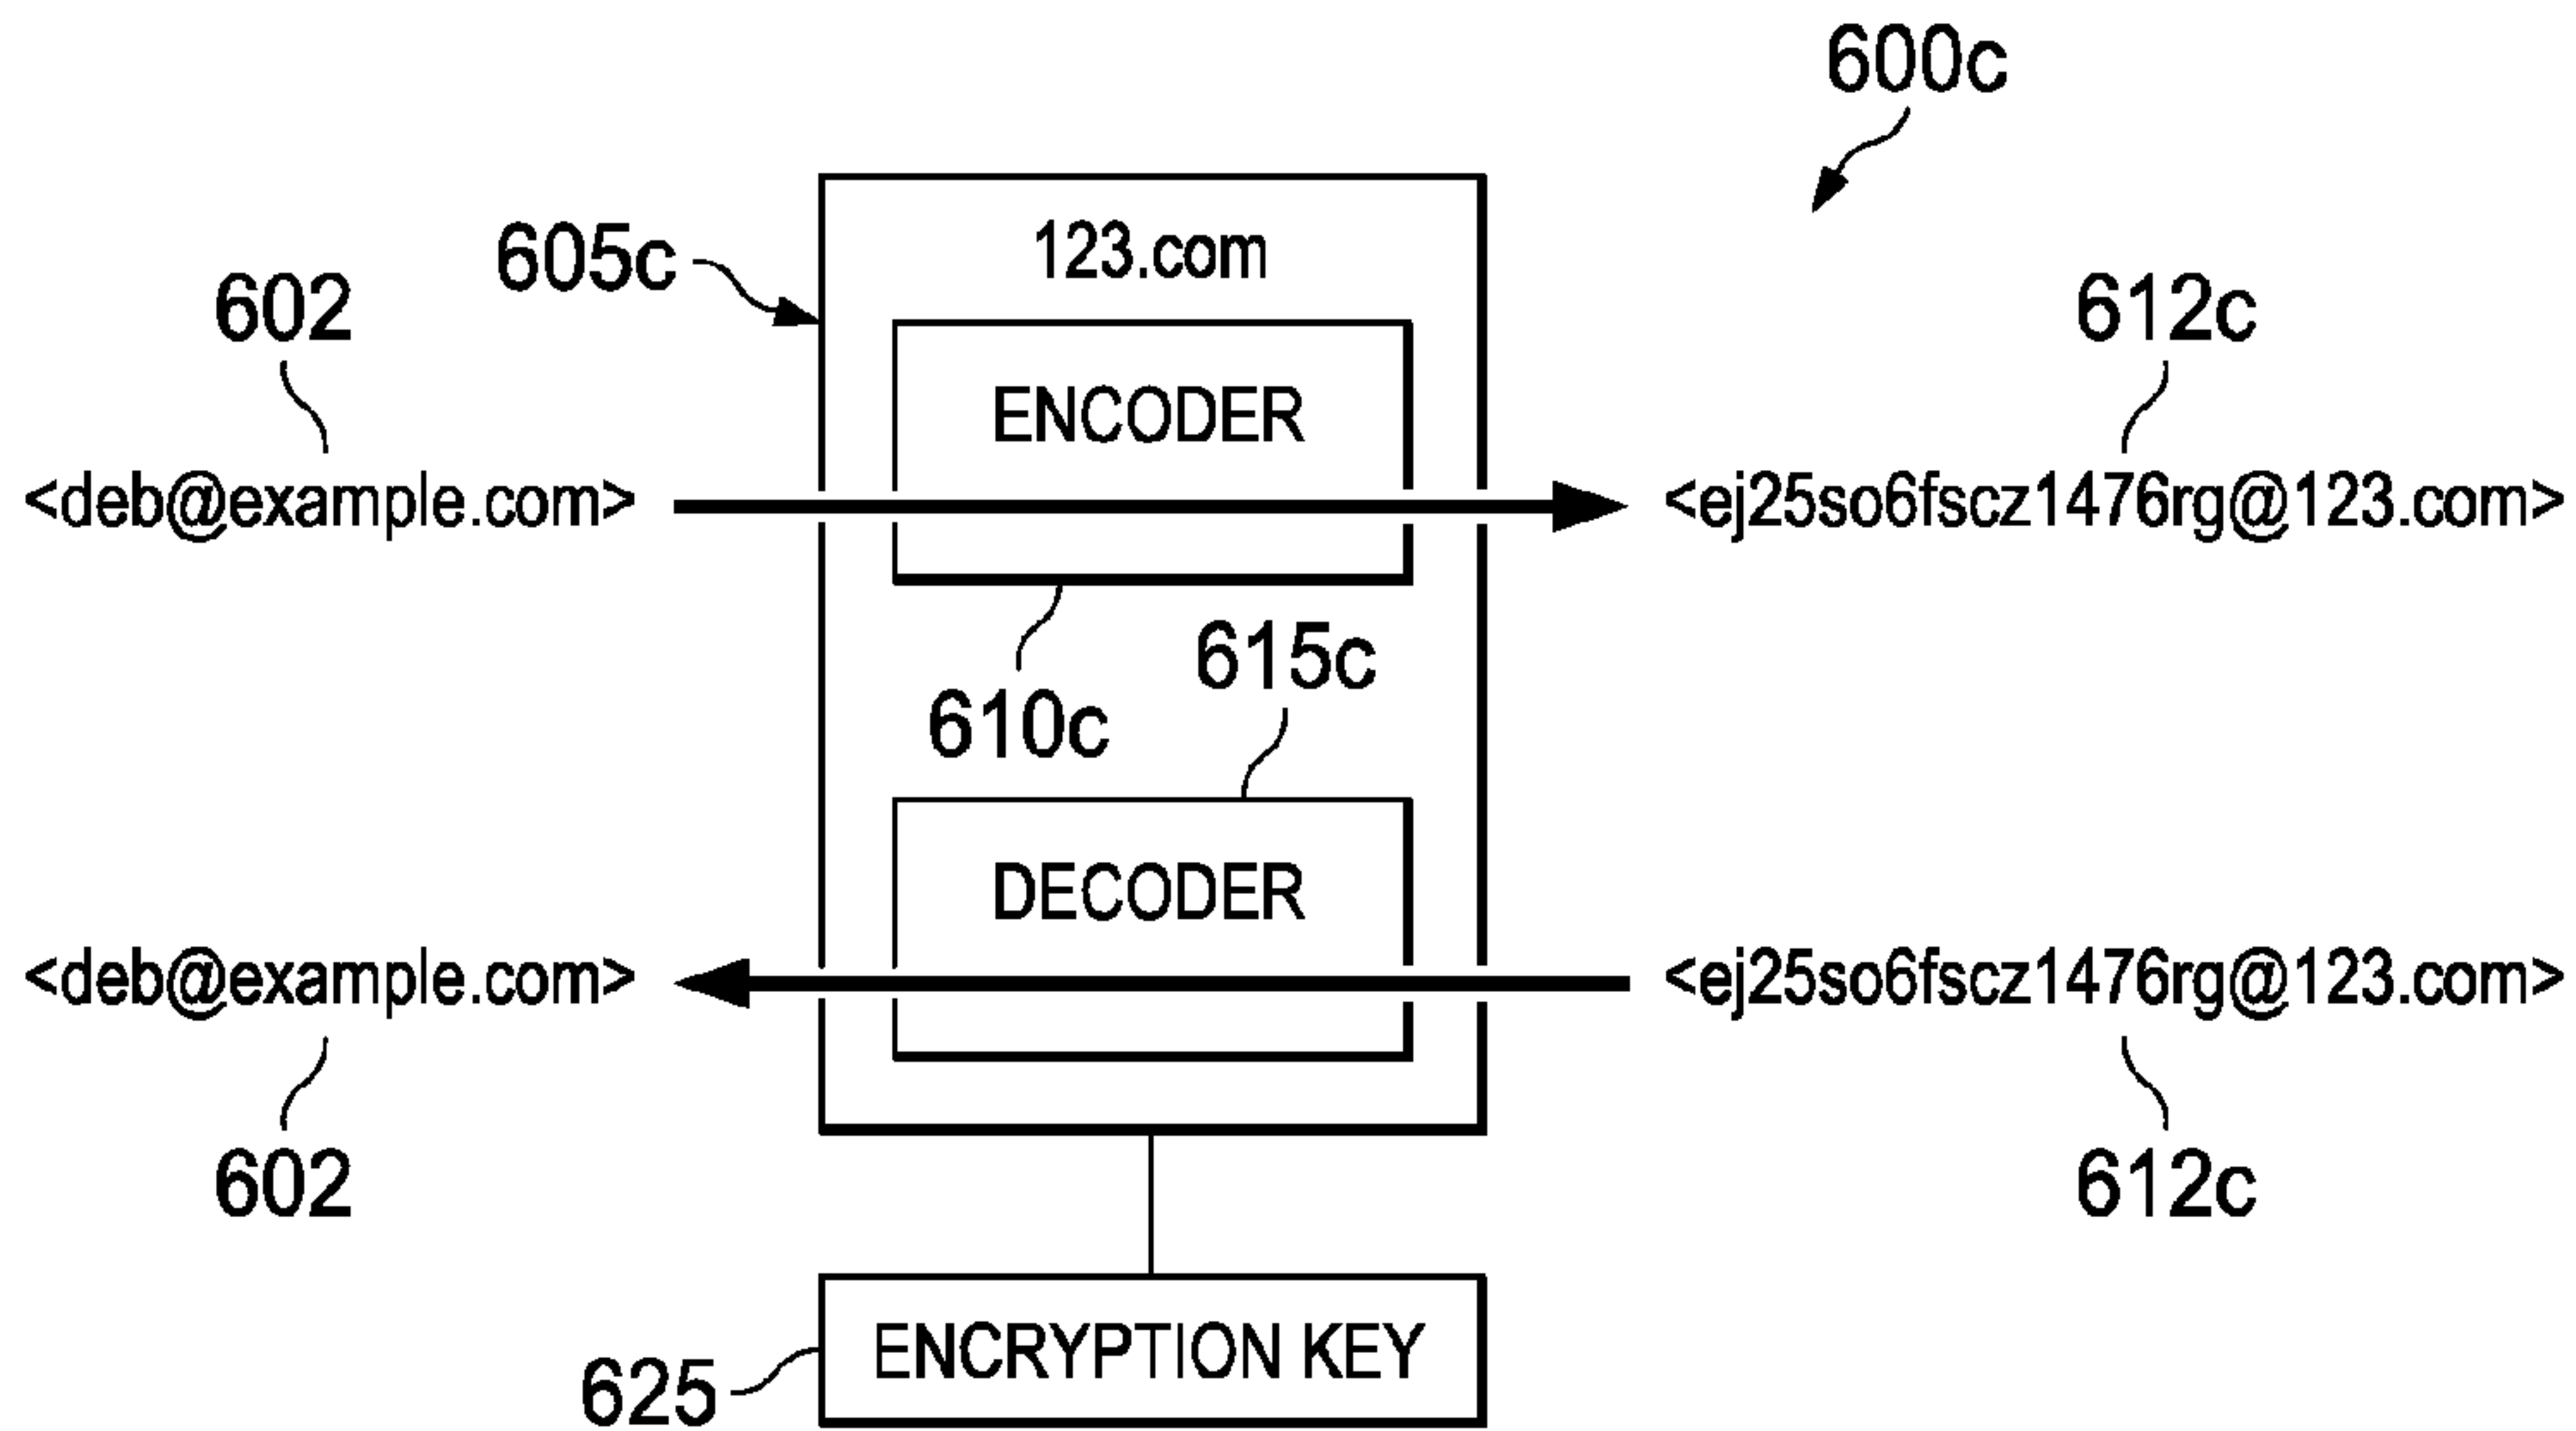 600c
123.com
605c
602
612c
ENCODER
<deb@example.com>
<ej25so6fscz1476rg@123.com>
615c
610c
DECODER
<deb@example.com>
<ej25so6fscz1476rg@123.com>
602
612c
ENCRYPTION KEY
625